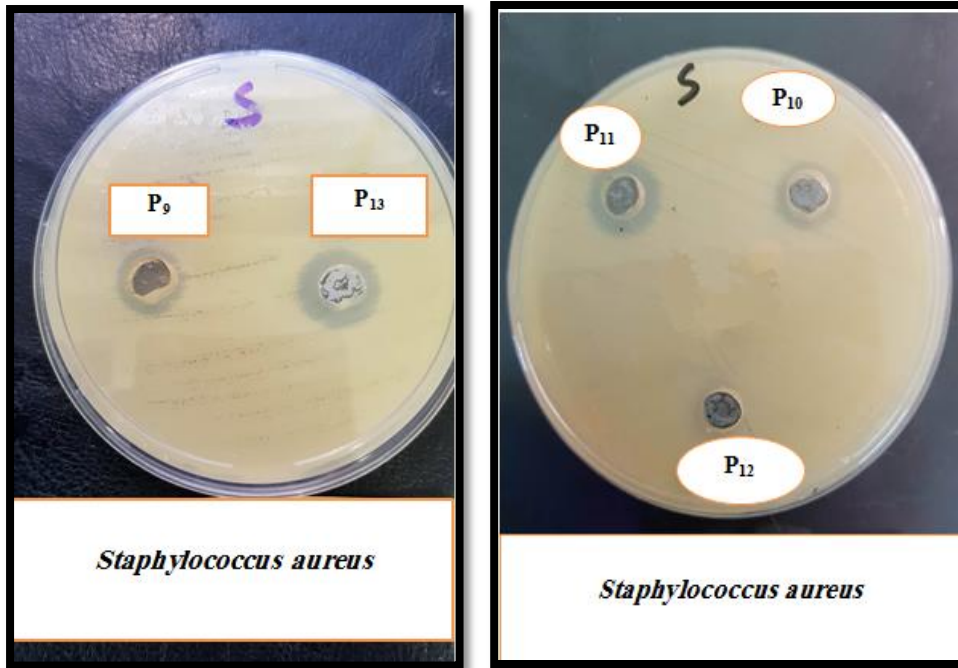 S
P₉
P₁₃
Staphylococcus aureus
S
P₁₀
P₁₁
P₁₂
Staphylococcus aureus